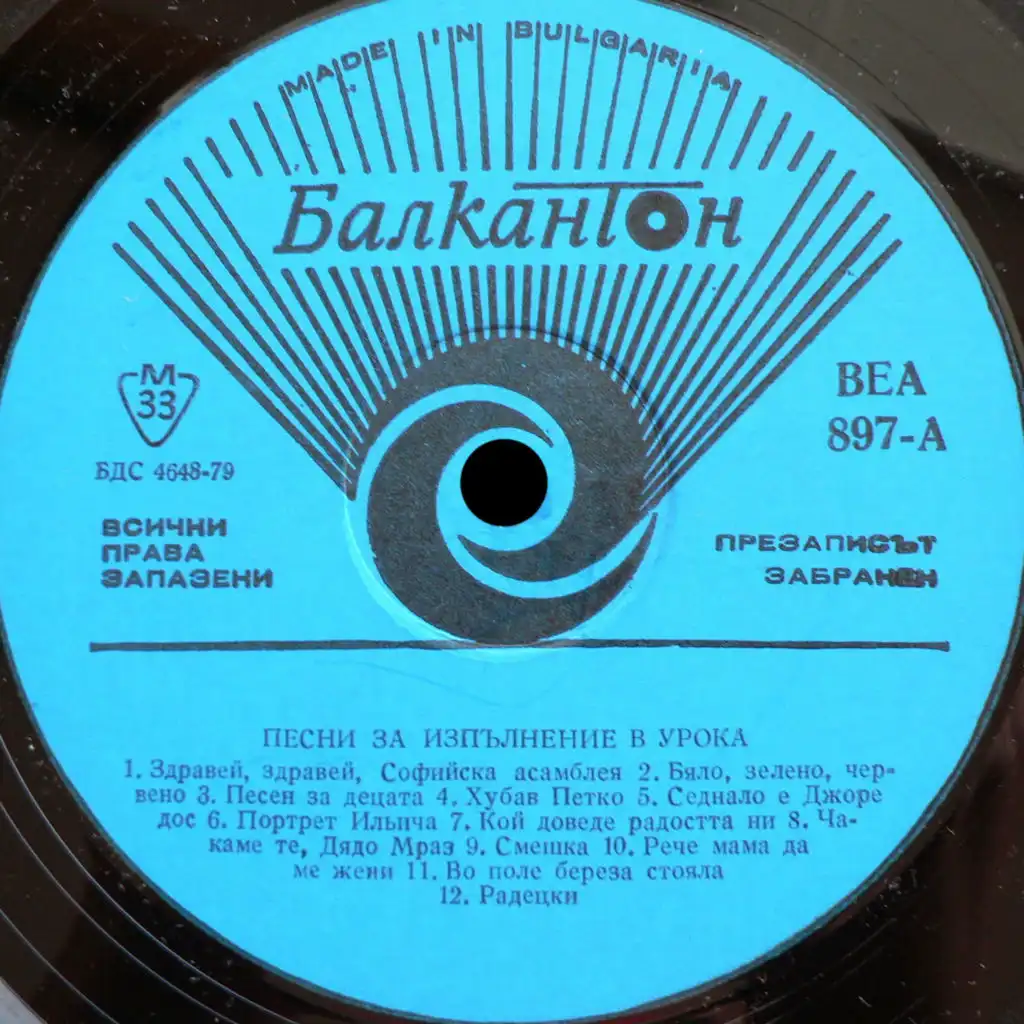 MADE IN BULGARIA
Балкантон
М
33
БДС 4648-79
ВЕА
897-А
ВСИЧНИ
ПРАВА
ЗАПАЗЕНИ
ПРЕЗАПИСЪТ
ЗАБРАНЕН
ПЕСНИ ЗА ИЗПЪЛНЕНИЕ В УРОКА
1. Здравей, здравей, Софийска асамблея 2. Бяло, зелено, чер-
вено 3. Песен за децата 4. Хубав Петко 5. Седнало е Джоре
дос 6. Портрет Ильича 7. Кой доведе радостта ни 8. Ча-
каме те, Дядо Мраз 9. Смешка 10. Рече мама да
ме жени 11. Во поле береза стояла
12. Радецки